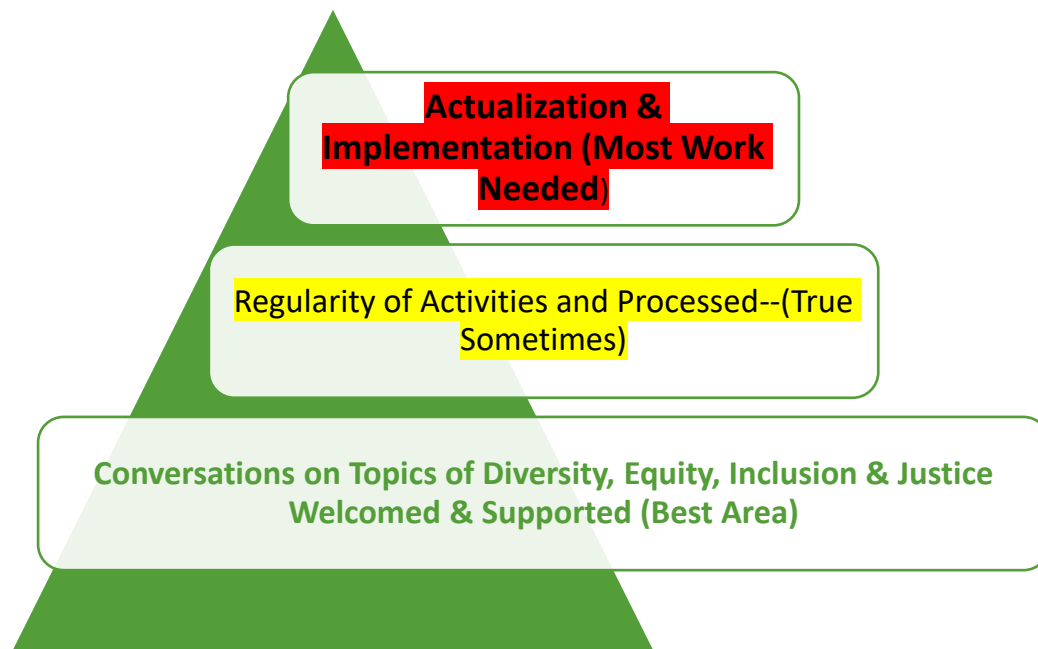 Actualization &
Implementation (Most Work
Needed)
Regularity of Activities and Processed--(True
Sometimes)
Conversations on Topics of Diversity, Equity, Inclusion & Justice
Welcomed & Supported (Best Area)